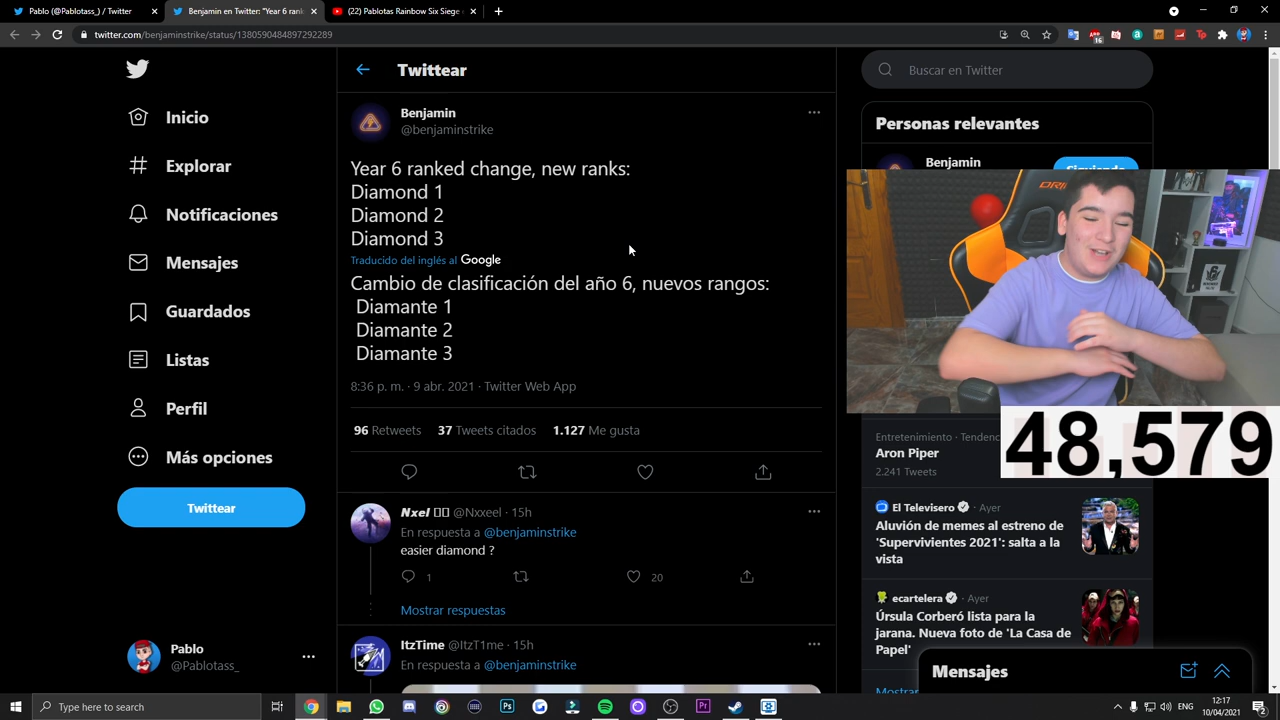 Pablo (@Pablotass_) / Twitter
Benjamin en Twitter: "Year 6 rank
(22) Pablotas Rainbow Six Siege
twitter.com/benjaminstrike/status/1380590484897292289
16
Inicio
Explorar
Notificaciones
Mensajes
Guardados
Listas
Perfil
Más opciones
Twittear
Pablo
@Pablotass_
Twittear
Benjamin
@benjaminstrike
Year 6 ranked change, new ranks:
Diamond 1
Diamond 2
Diamond 3
Traducido del inglés al Google
Cambio de clasificación del año 6, nuevos rangos:
Diamante 1
Diamante 2
Diamante 3
8:36 p. m. · 9 abr. 2021 · Twitter Web App
96 Retweets 37 Tweets citados 1.127 Me gusta
Nxel @Nxxeel · 15h
En respuesta a @benjaminstrike
easier diamond ?
1 20
Mostrar respuestas
ItzTime @ItzT1me · 15h
En respuesta a @benjaminstrike
Buscar en Twitter
Personas relevantes
Benjamin
Siguiendo
48,579
Entretenimiento · Tendenc
Aron Piper
2.241 Tweets
El Televisero · Ayer
Aluvión de memes al estreno de
'Supervivientes 2021': salta a la
vista
ecartelera · Ayer
Úrsula Corberó lista para la
jarana. Nueva foto de 'La Casa de
Papel'
Mostrar
Mensajes
Type here to search
ENG
12:17
10/04/2021
2